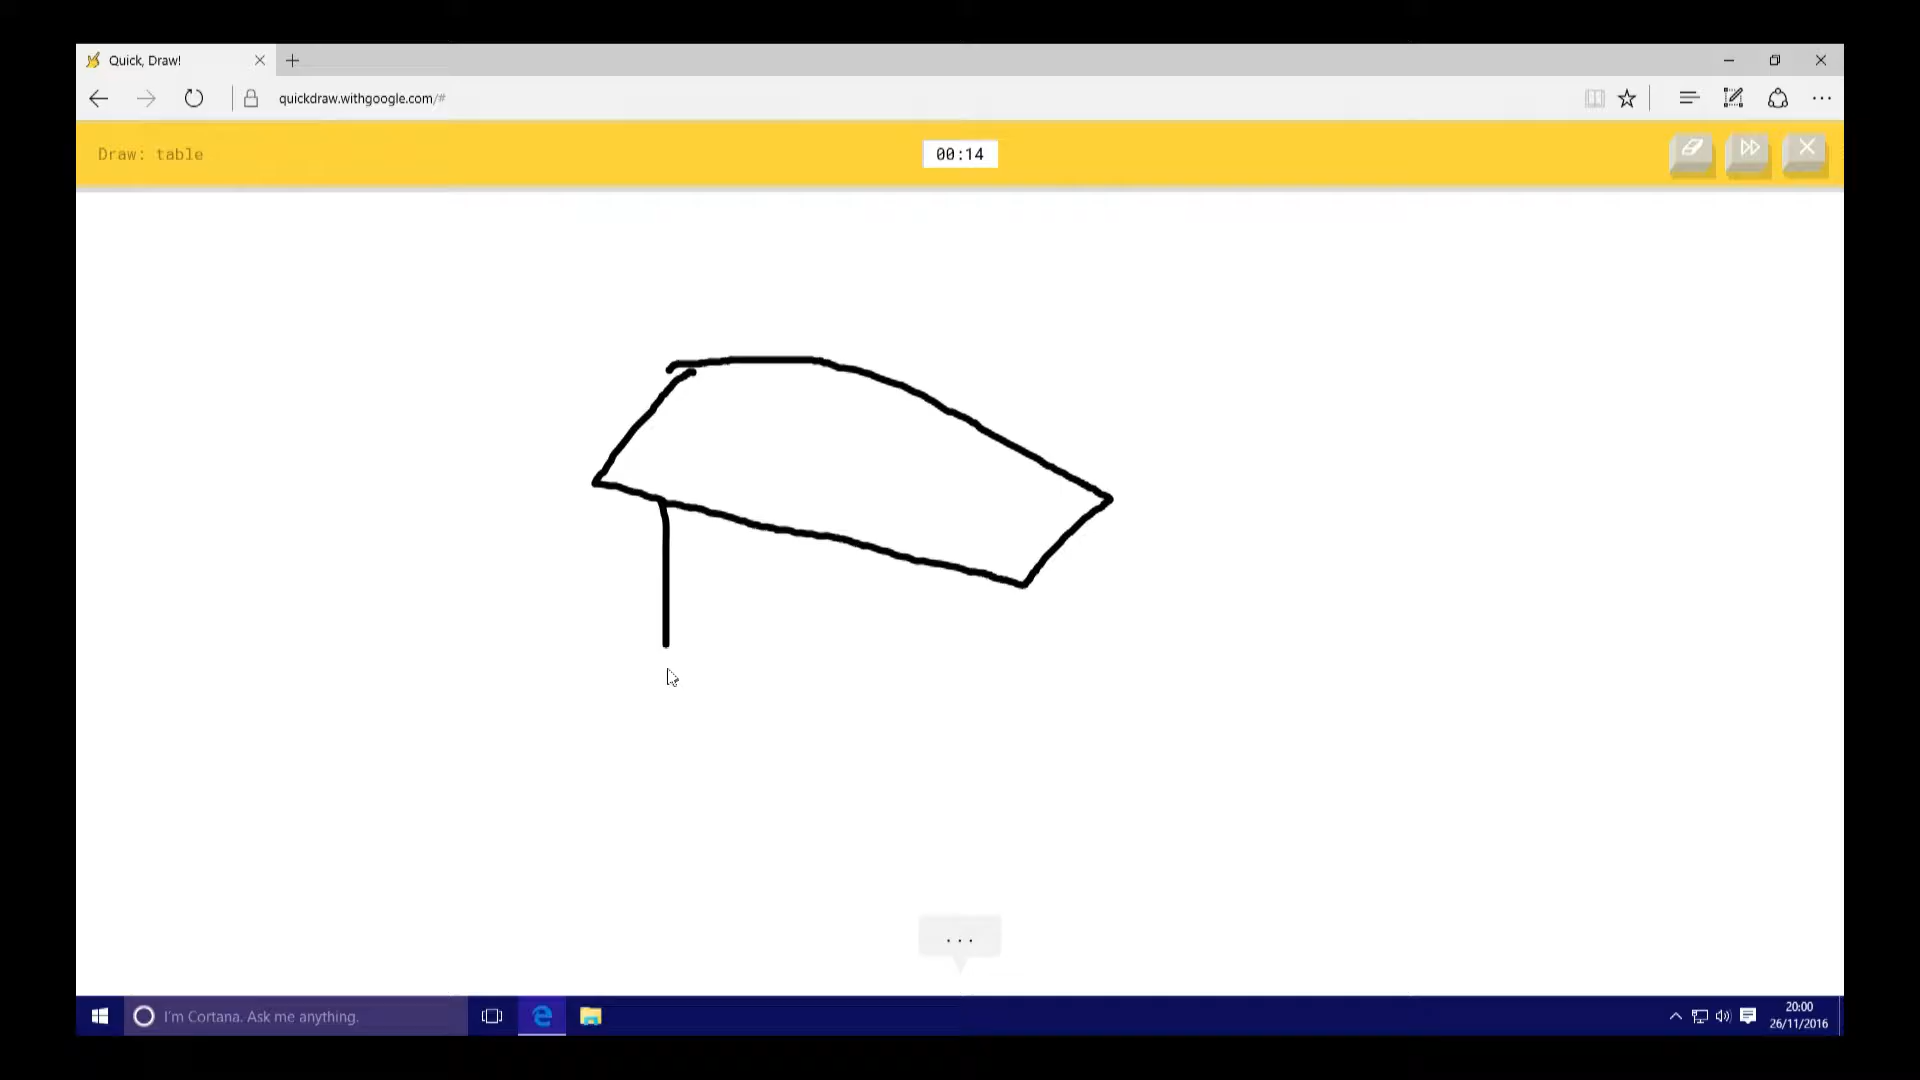 Quick, Draw!
quickdraw.withgoogle.com/#
Draw: table
00:14
...
I'm Cortana. Ask me anything.
20:00
26/11/2016